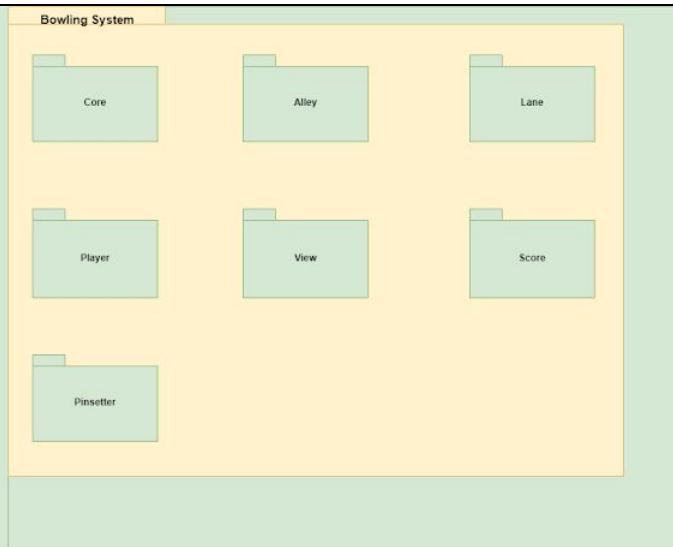 Bowling System
Core
Alley
Lane
Player
View
Score
Pinsetter